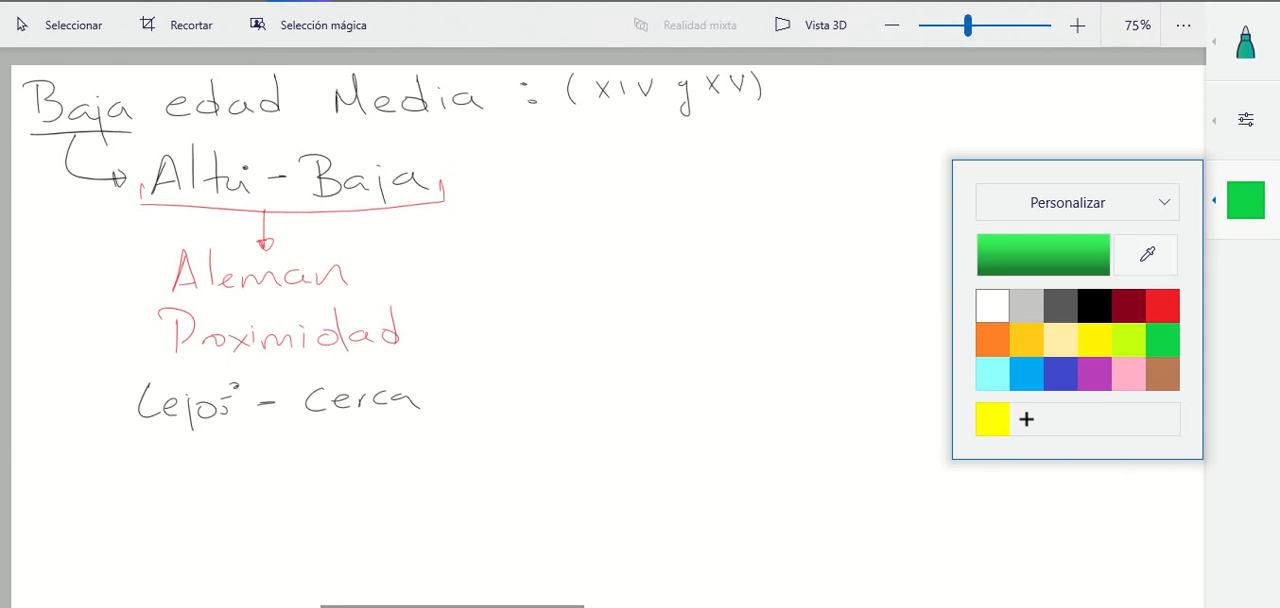 Seleccionar Recortar Selección mágica Realidad mixta Vista 3D 75%
Baja edad Media : (XIV y XV)
Alta - Baja
Aleman
Proximidad
Lejos - Cerca
Personalizar